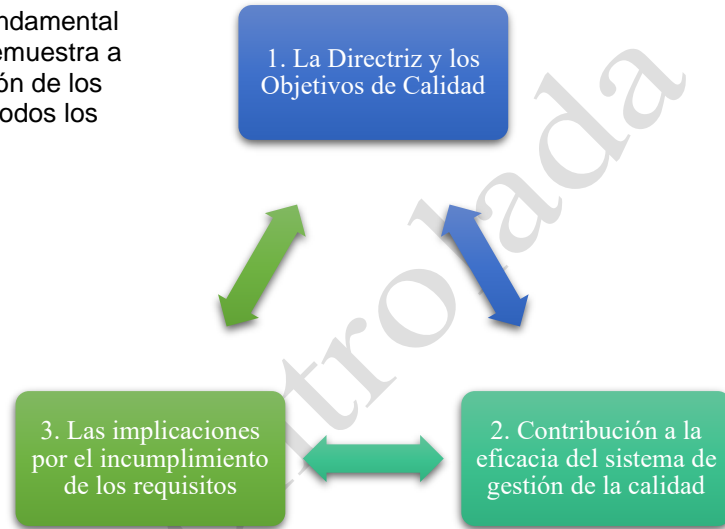 ndamental
emuestra a
ón de los
odos los
1. La Directriz y los
Objetivos de Calidad
3. Las implicaciones
por el incumplimiento
de los requisitos
2. Contribución a la
eficacia del sistema de
gestión de la calidad
ntrolada